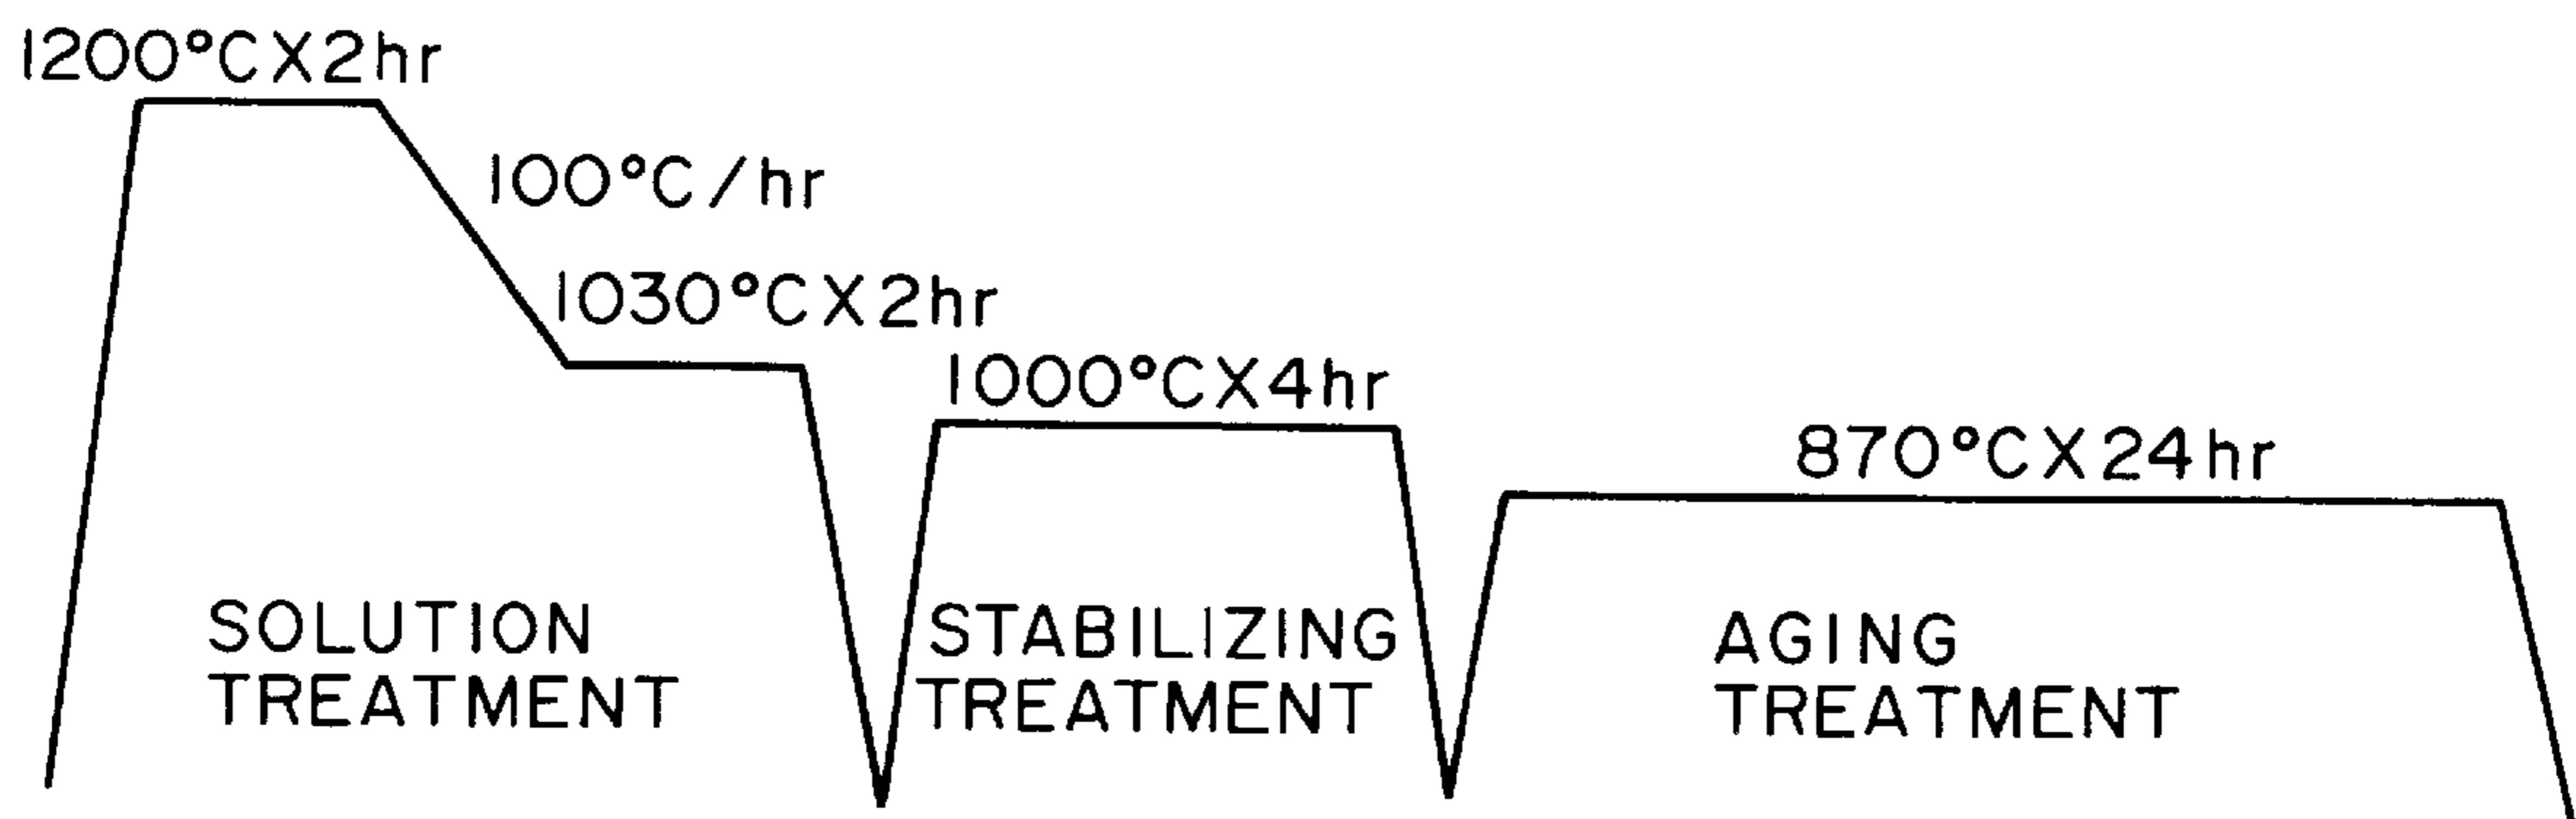 1200°CX2hr
100°C/hr
1030°CX2hr
1000°CX4hr
870°CX24hr
SOLUTION
TREATMENT
STABILIZING
TREATMENT
AGING
TREATMENT